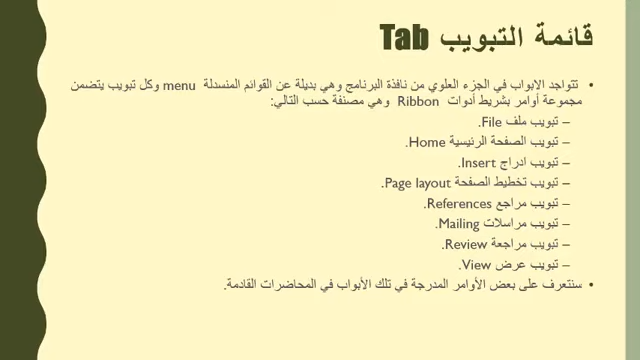 قائمة التبويب Tab
• تتواجد الابواب في الجزء العلوي من نافذة البرنامج وهي بديلة عن القوائم المنسدلة menu وكل تبويب يتضمن
مجموعة أوامر بشريط أدوات Ribbon وهي مصنفة حسب التالي:
– تبويب ملف File.
– تبويب الصفحة الرئيسية Home.
– تبويب ادراج Insert.
– تبويب تخطيط الصفحة Page layout.
– تبويب مراجع References.
– تبويب مراسلات Mailing.
– تبويب مراجعة Review.
– تبويب عرض View.
• سنتعرف على بعض الأوامر المدرجة في تلك الأبواب في المحاضرات القادمة.